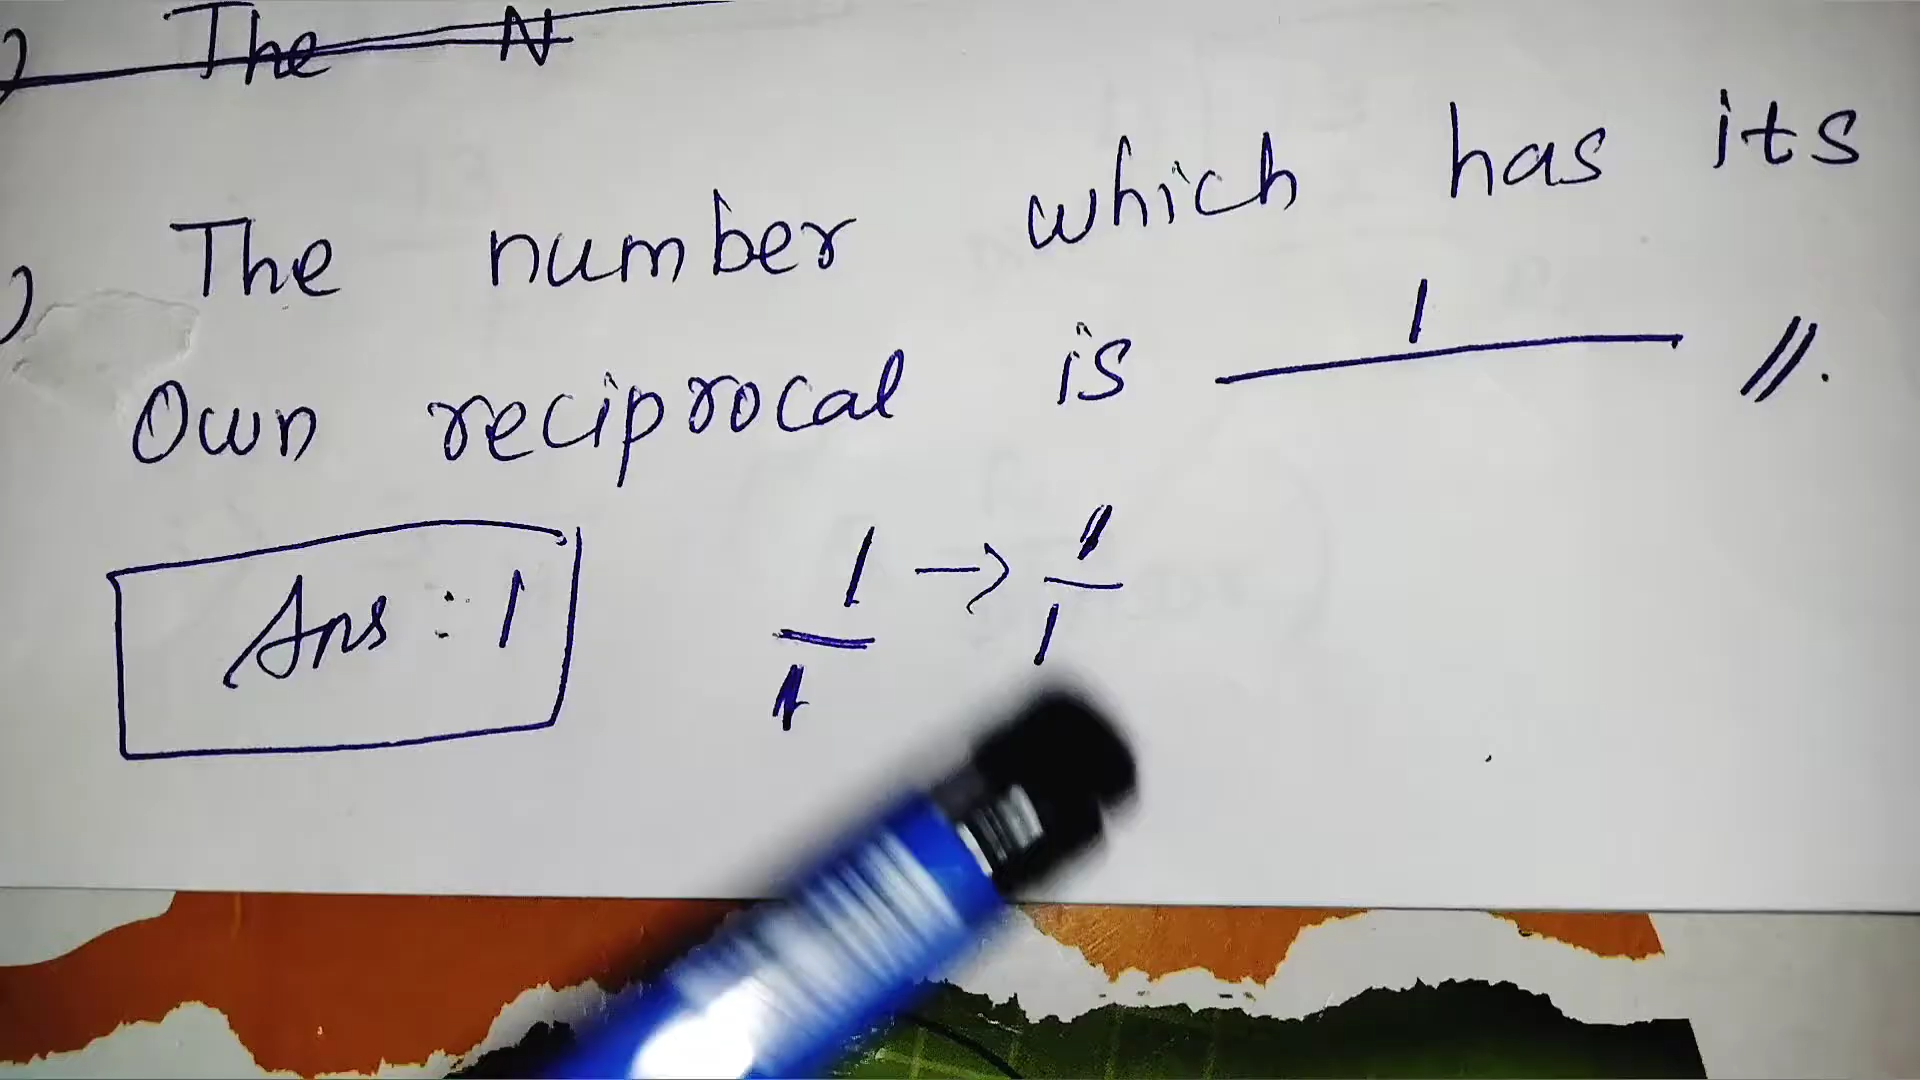 ) The N
) The number which has its
Own reciprocal is 1 //.
Ans : 1
1/1 → 1/1